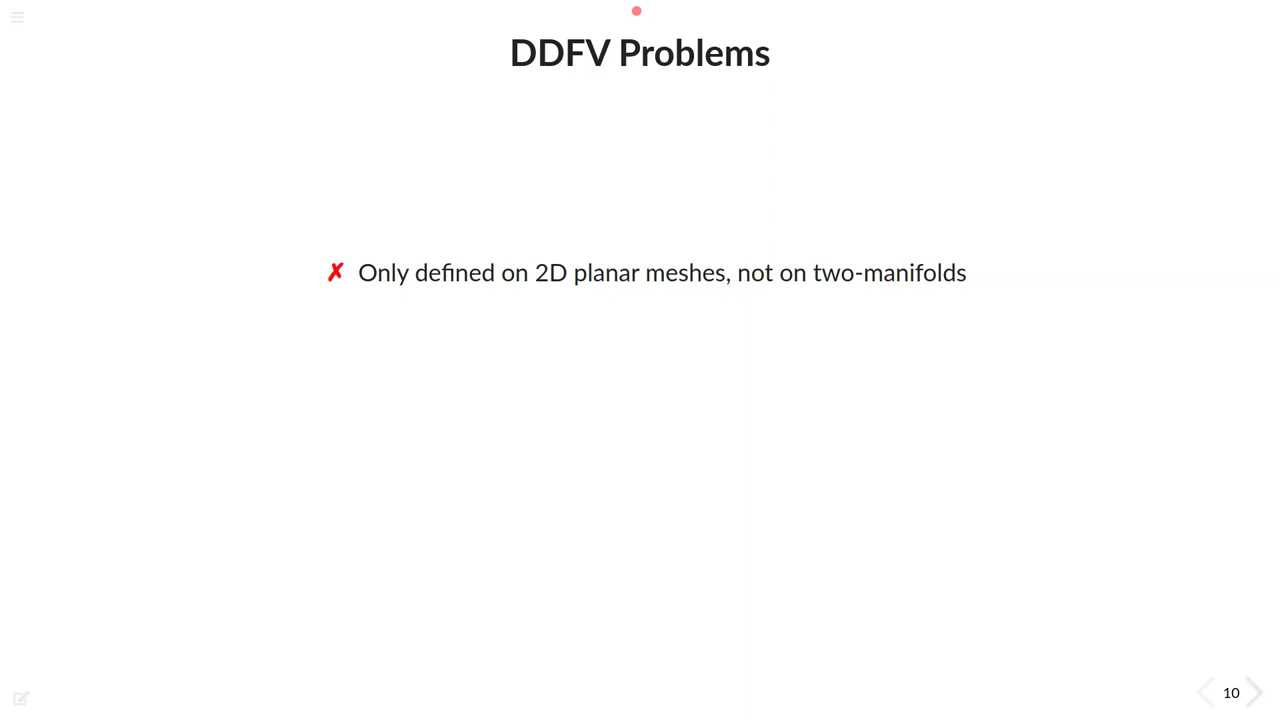 DDFV Problems
✗ Only defined on 2D planar meshes, not on two-manifolds
10